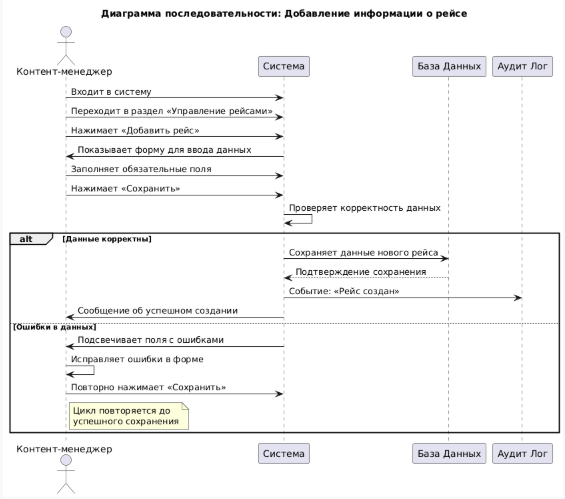 Диаграмма последовательности: Добавление информации о рейсе
Контент-менеджер
Система
База Данных
Аудит Лог
Входит в систему
Переходит в раздел «Управление рейсами»
Нажимает «Добавить рейс»
Показывает форму для ввода данных
Заполняет обязательные поля
Нажимает «Сохранить»
Проверяет корректность данных
alt
[Данные корректны]
Сохраняет данные нового рейса
Подтверждение сохранения
Событие: «Рейс создан»
Сообщение об успешном создании
[Ошибки в данных]
Подсвечивает поля с ошибками
Исправляет ошибки в форме
Повторно нажимает «Сохранить»
Цикл повторяется до
успешного сохранения
Контент-менеджер
Система
База Данных
Аудит Лог